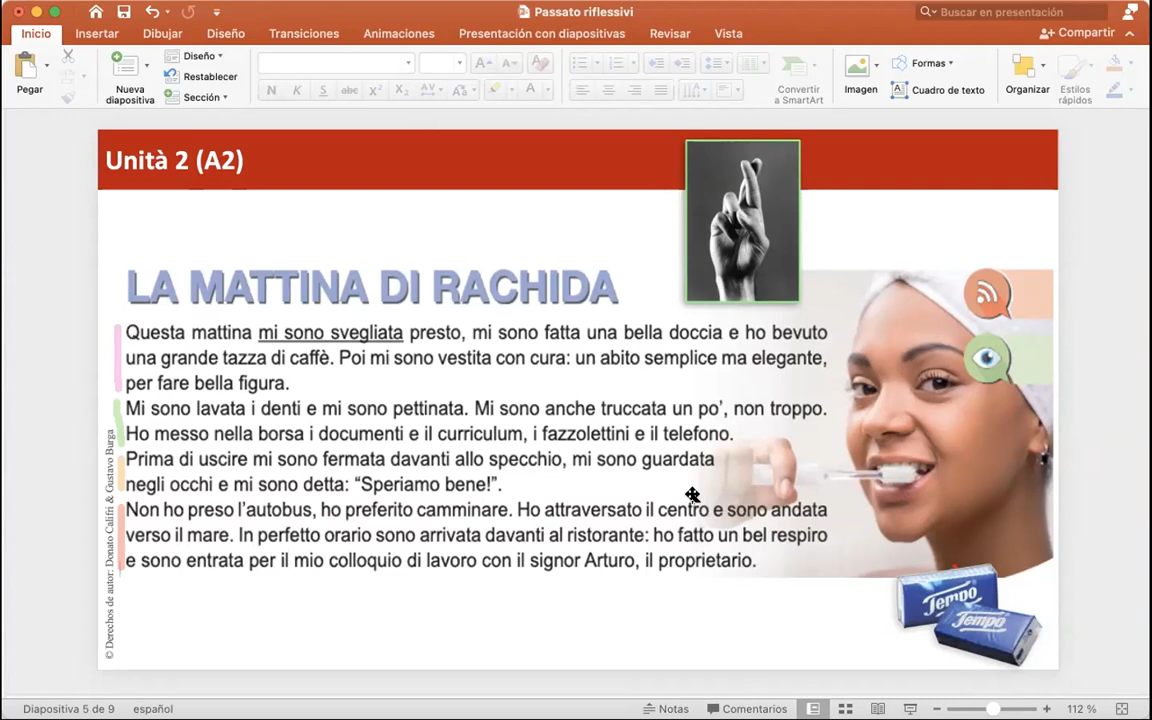 Passato riflessivi
Buscar en presentación
Inicio
Insertar
Dibujar
Diseño
Transiciones
Animaciones
Presentación con diapositivas
Revisar
Vista
Compartir
Pegar
Nueva
diapositiva
Diseño
Restablecer
Sección
N K S abc X² X₂ AV Aa A
Convertir
a SmartArt
Imagen
Formas
Cuadro de texto
Organizar
Estilos
rápidos
Unità 2 (A2)
LA MATTINA DI RACHIDA
Questa mattina mi sono svegliata presto, mi sono fatta una bella doccia e ho bevuto
una grande tazza di caffè. Poi mi sono vestita con cura: un abito semplice ma elegante,
per fare bella figura.
Mi sono lavata i denti e mi sono pettinata. Mi sono anche truccata un po’, non troppo.
Ho messo nella borsa i documenti e il curriculum, i fazzolettini e il telefono.
Prima di uscire mi sono fermata davanti allo specchio, mi sono guardata
negli occhi e mi sono detta: “Speriamo bene!”.
Non ho preso l’autobus, ho preferito camminare. Ho attraversato il centro e sono andata
verso il mare. In perfetto orario sono arrivata davanti al ristorante: ho fatto un bel respiro
e sono entrata per il mio colloquio di lavoro con il signor Arturo, il proprietario.
© Derechos de autor: Donato Califri & Gustavo Burga
Tempo
Tempo
Diapositiva 5 de 9
español
Notas
Comentarios
112 %